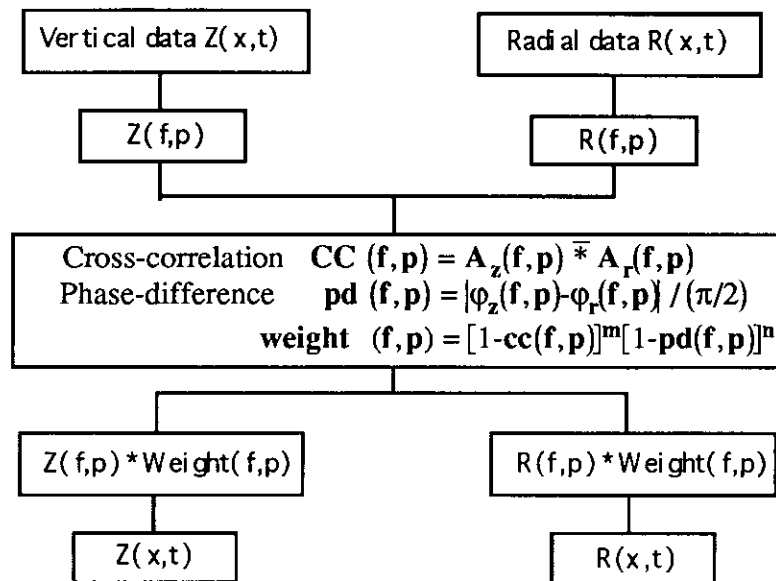 Vertical data Z(x,t)
Radial data R(x,t)
Z(f,p)
R(f,p)
Cross-correlation CC (f,p) = A_z(f,p) ⊼ A_r(f,p)
Phase-difference pd (f,p) = |φ_z(f,p)-φ_r(f,p)| / (π/2)
weight (f,p) = [1-cc(f,p)]^m[1-pd(f,p)]^n
Z(f,p) *Weight(f,p)
R(f,p) *Weight(f,p)
Z(x,t)
R(x,t)